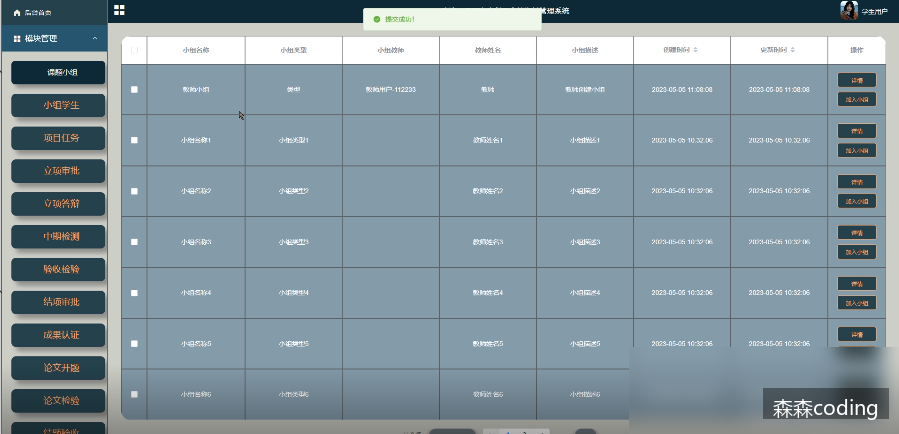 后台首页
管理系统
学生用户
提交成功！
模块管理
课题小组
小组学生
项目任务
立项审批
立项答辩
中期检测
验收检验
结项审批
成果认证
论文开题
论文检验
结题验收
小组名称 小组类型 小组教师 教师姓名 小组描述 创建时间 更新时间 操作
教师小组 类型 教师用户-112233 教师 教师创建小组 2023-05-05 11:08:08 2023-05-05 11:08:08 详情 加入小组
小组名称1 小组类型1 教师姓名1 小组描述1 2023-05-05 10:32:06 2023-05-05 10:32:06 详情 加入小组
小组名称2 小组类型2 教师姓名2 小组描述2 2023-05-05 10:32:06 2023-05-05 10:32:06 详情 加入小组
小组名称3 小组类型3 教师姓名3 小组描述3 2023-05-05 10:32:06 2023-05-05 10:32:06 详情 加入小组
小组名称4 小组类型4 教师姓名4 小组描述4 2023-05-05 10:32:06 2023-05-05 10:32:06 详情 加入小组
小组名称5 小组类型5 教师姓名5 小组描述5 2023-05-05 10:32:06 2023-05-05 10:32:06 详情
小组名称6 小组类型6 教师姓名6 小组描述6
森森coding